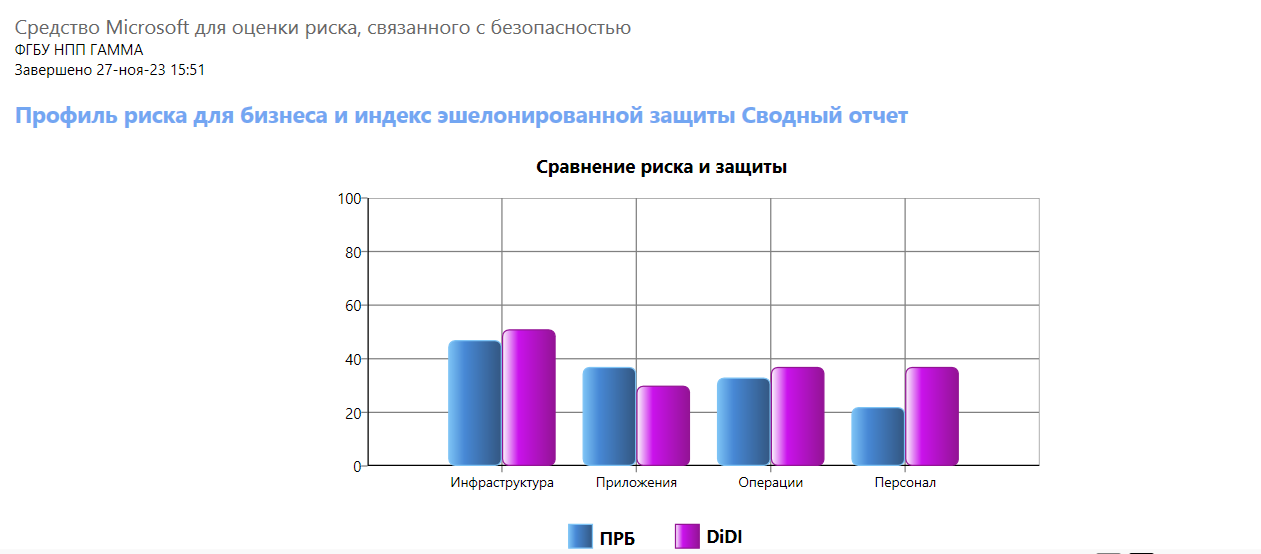 Средство Microsoft для оценки риска, связанного с безопасностью
ФГБУ НПП ГАММА
Завершено 27-ноя-23 15:51
Профиль риска для бизнеса и индекс эшелонированной защиты Сводный отчет
Сравнение риска и защиты
100
80
60
40
20
0
Инфраструктура Приложения Операции Персонал
ПРБ DiDI